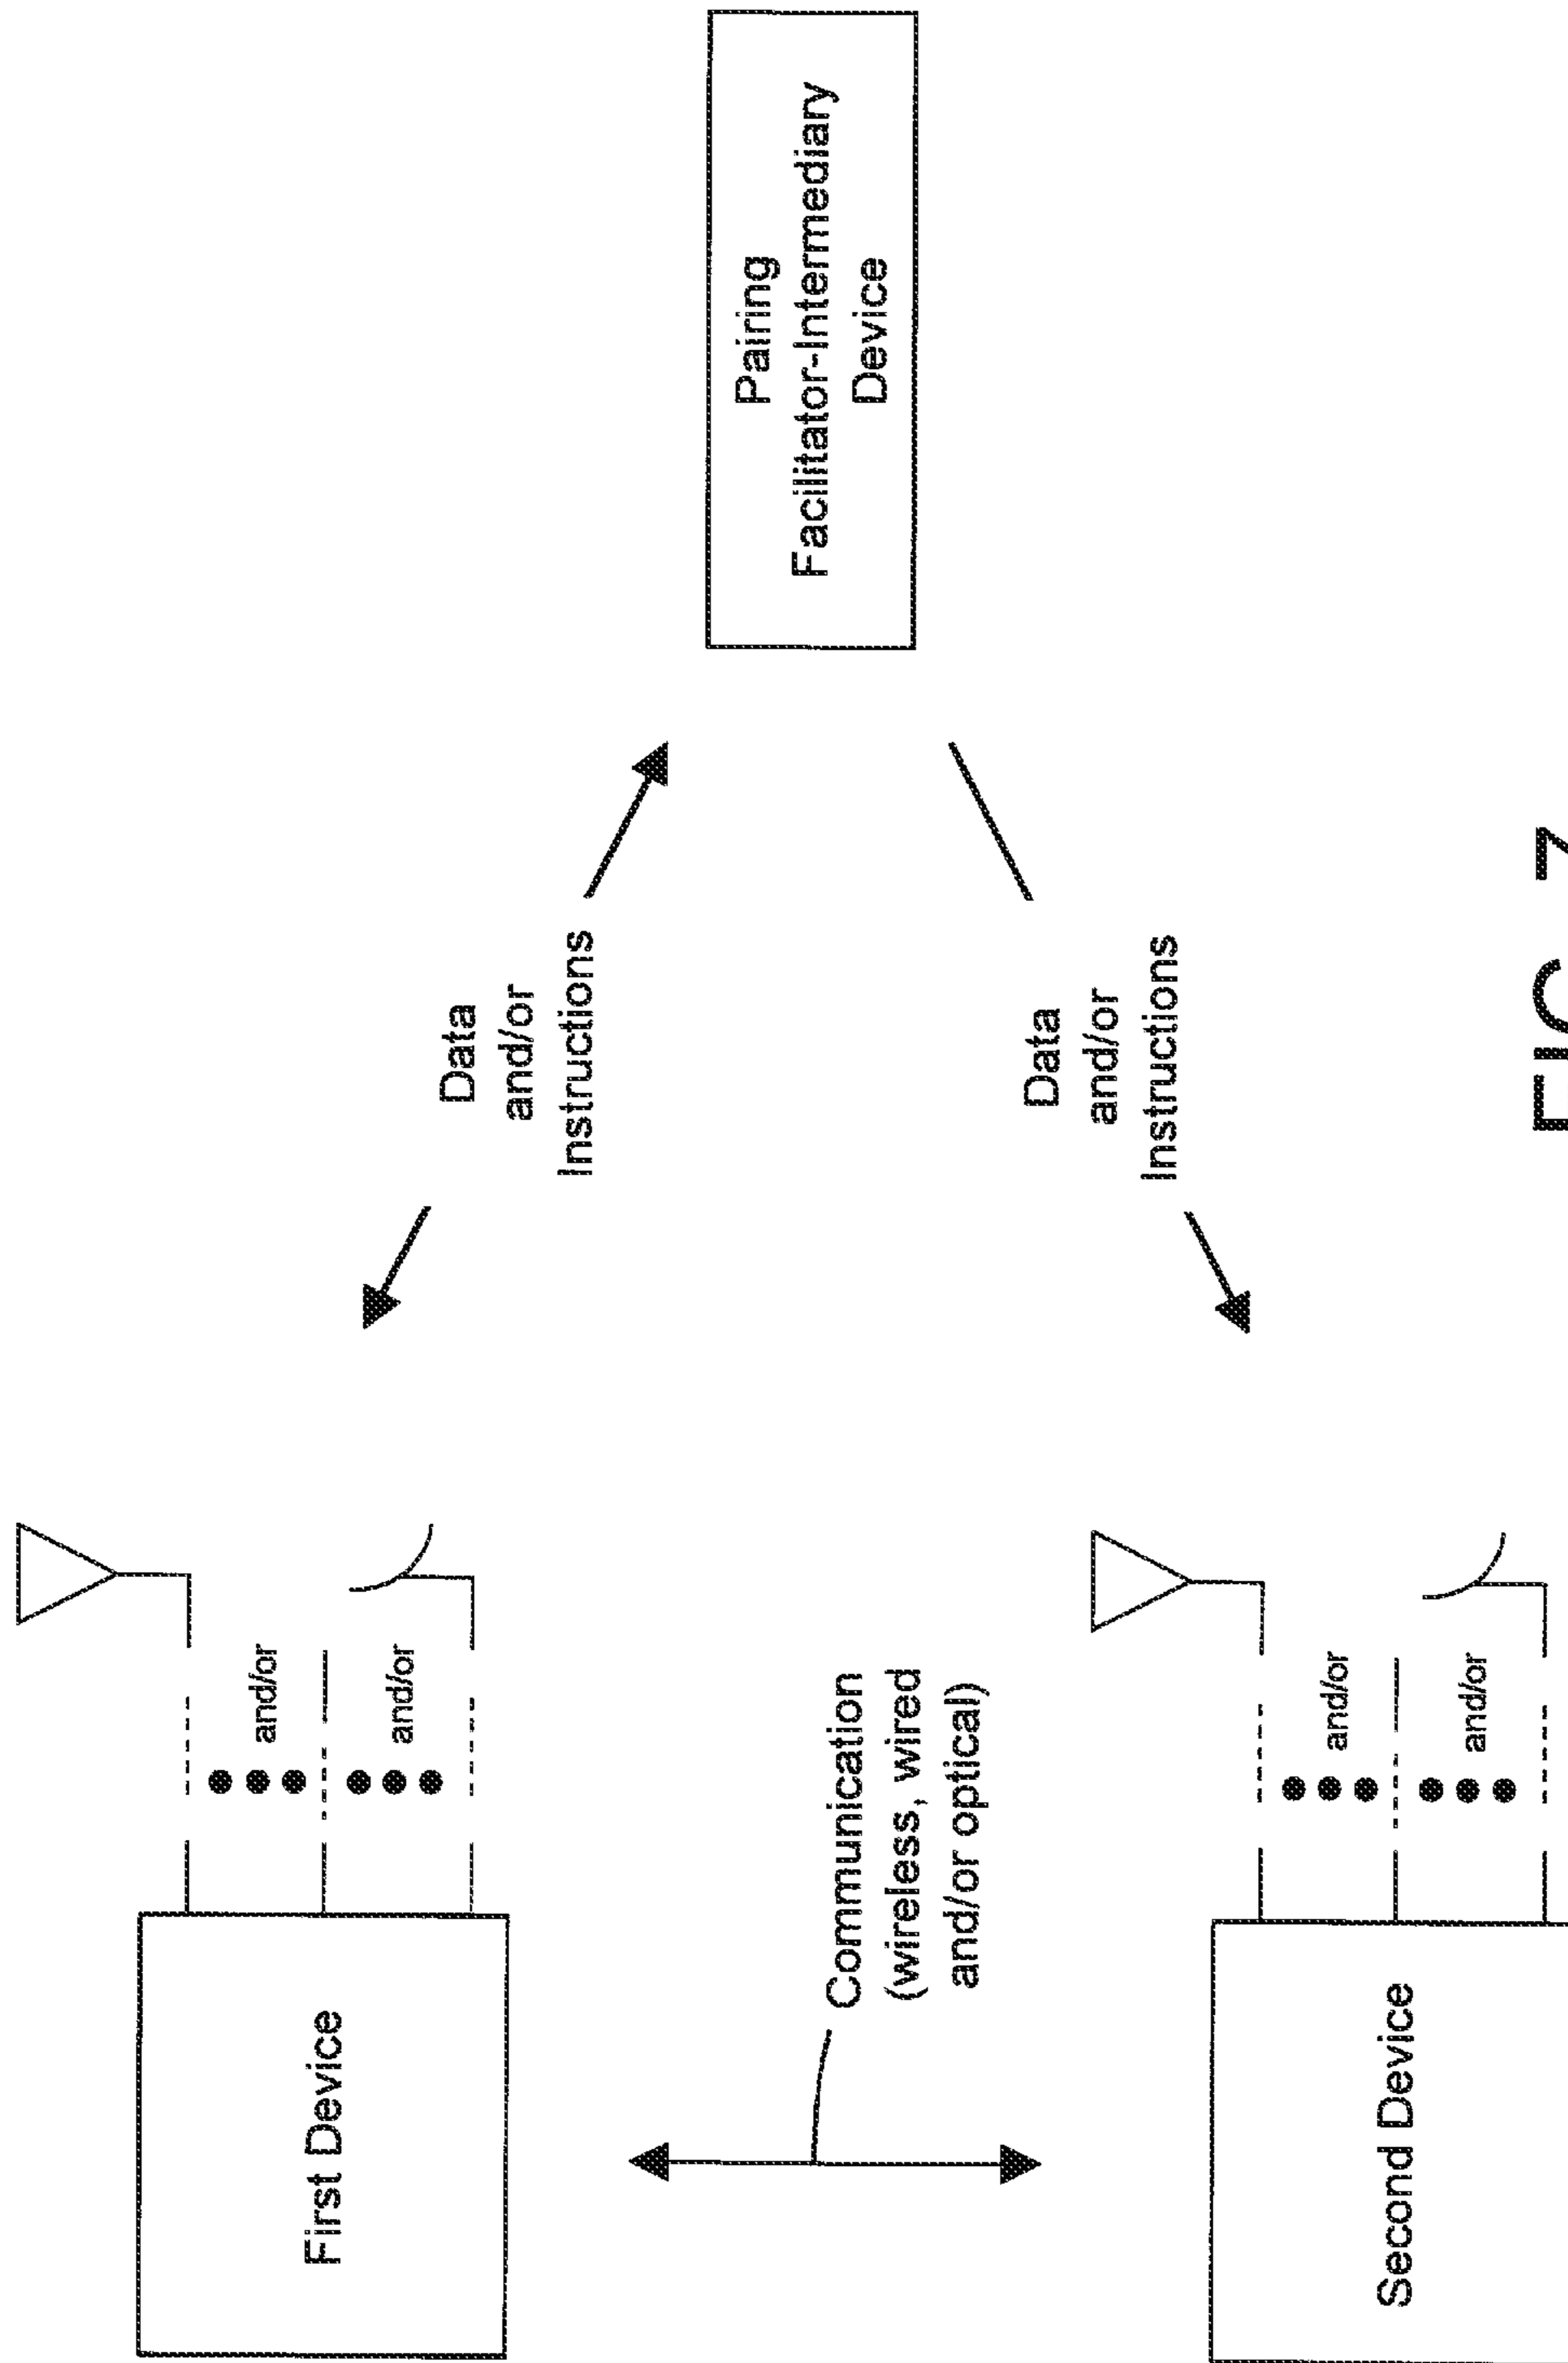 First Device
and/or
and/or
Data
and/or
Instructions
Pairing
Facilitator-Intermediary
Device
Communication
(wireless, wired
and/or optical)
Data
and/or
Instructions
Second Device
and/or
and/or
FIG